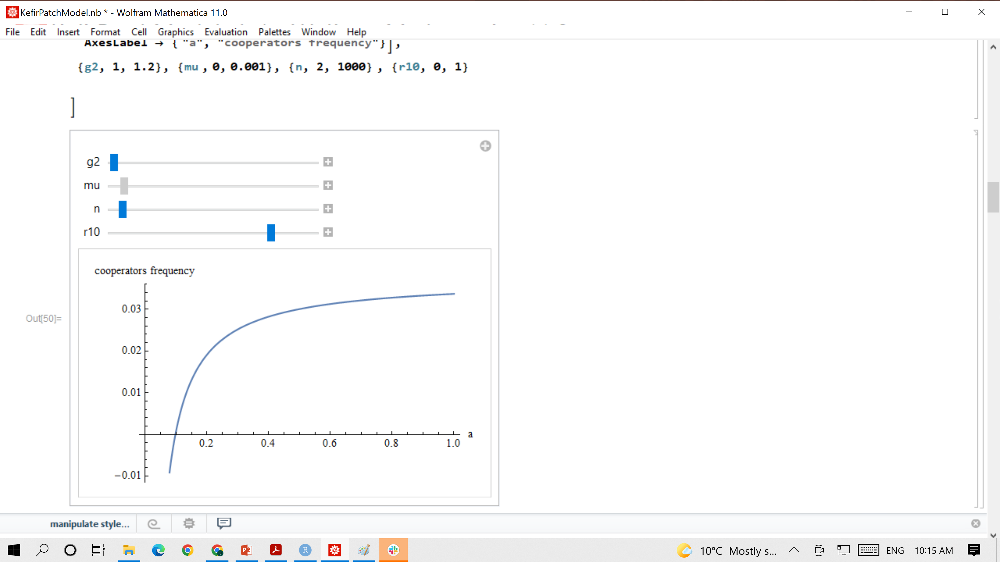 KefirPatchModel.nb * - Wolfram Mathematica 11.0
File Edit Insert Format Cell Graphics Evaluation Palettes Window Help
AxesLabel → { "a", "cooperators frequency"}],
{g2, 1, 1.2}, {mu , 0, 0.001}, {n, 2, 1000} , {r10, 0, 1}
]
g2
mu
n
r10
cooperators frequency
0.03
Out[50]=
0.02
0.01
a
0.2 0.4 0.6 0.8 1.0
−0.01
manipulate style...
10°C Mostly s... ENG 10:15 AM